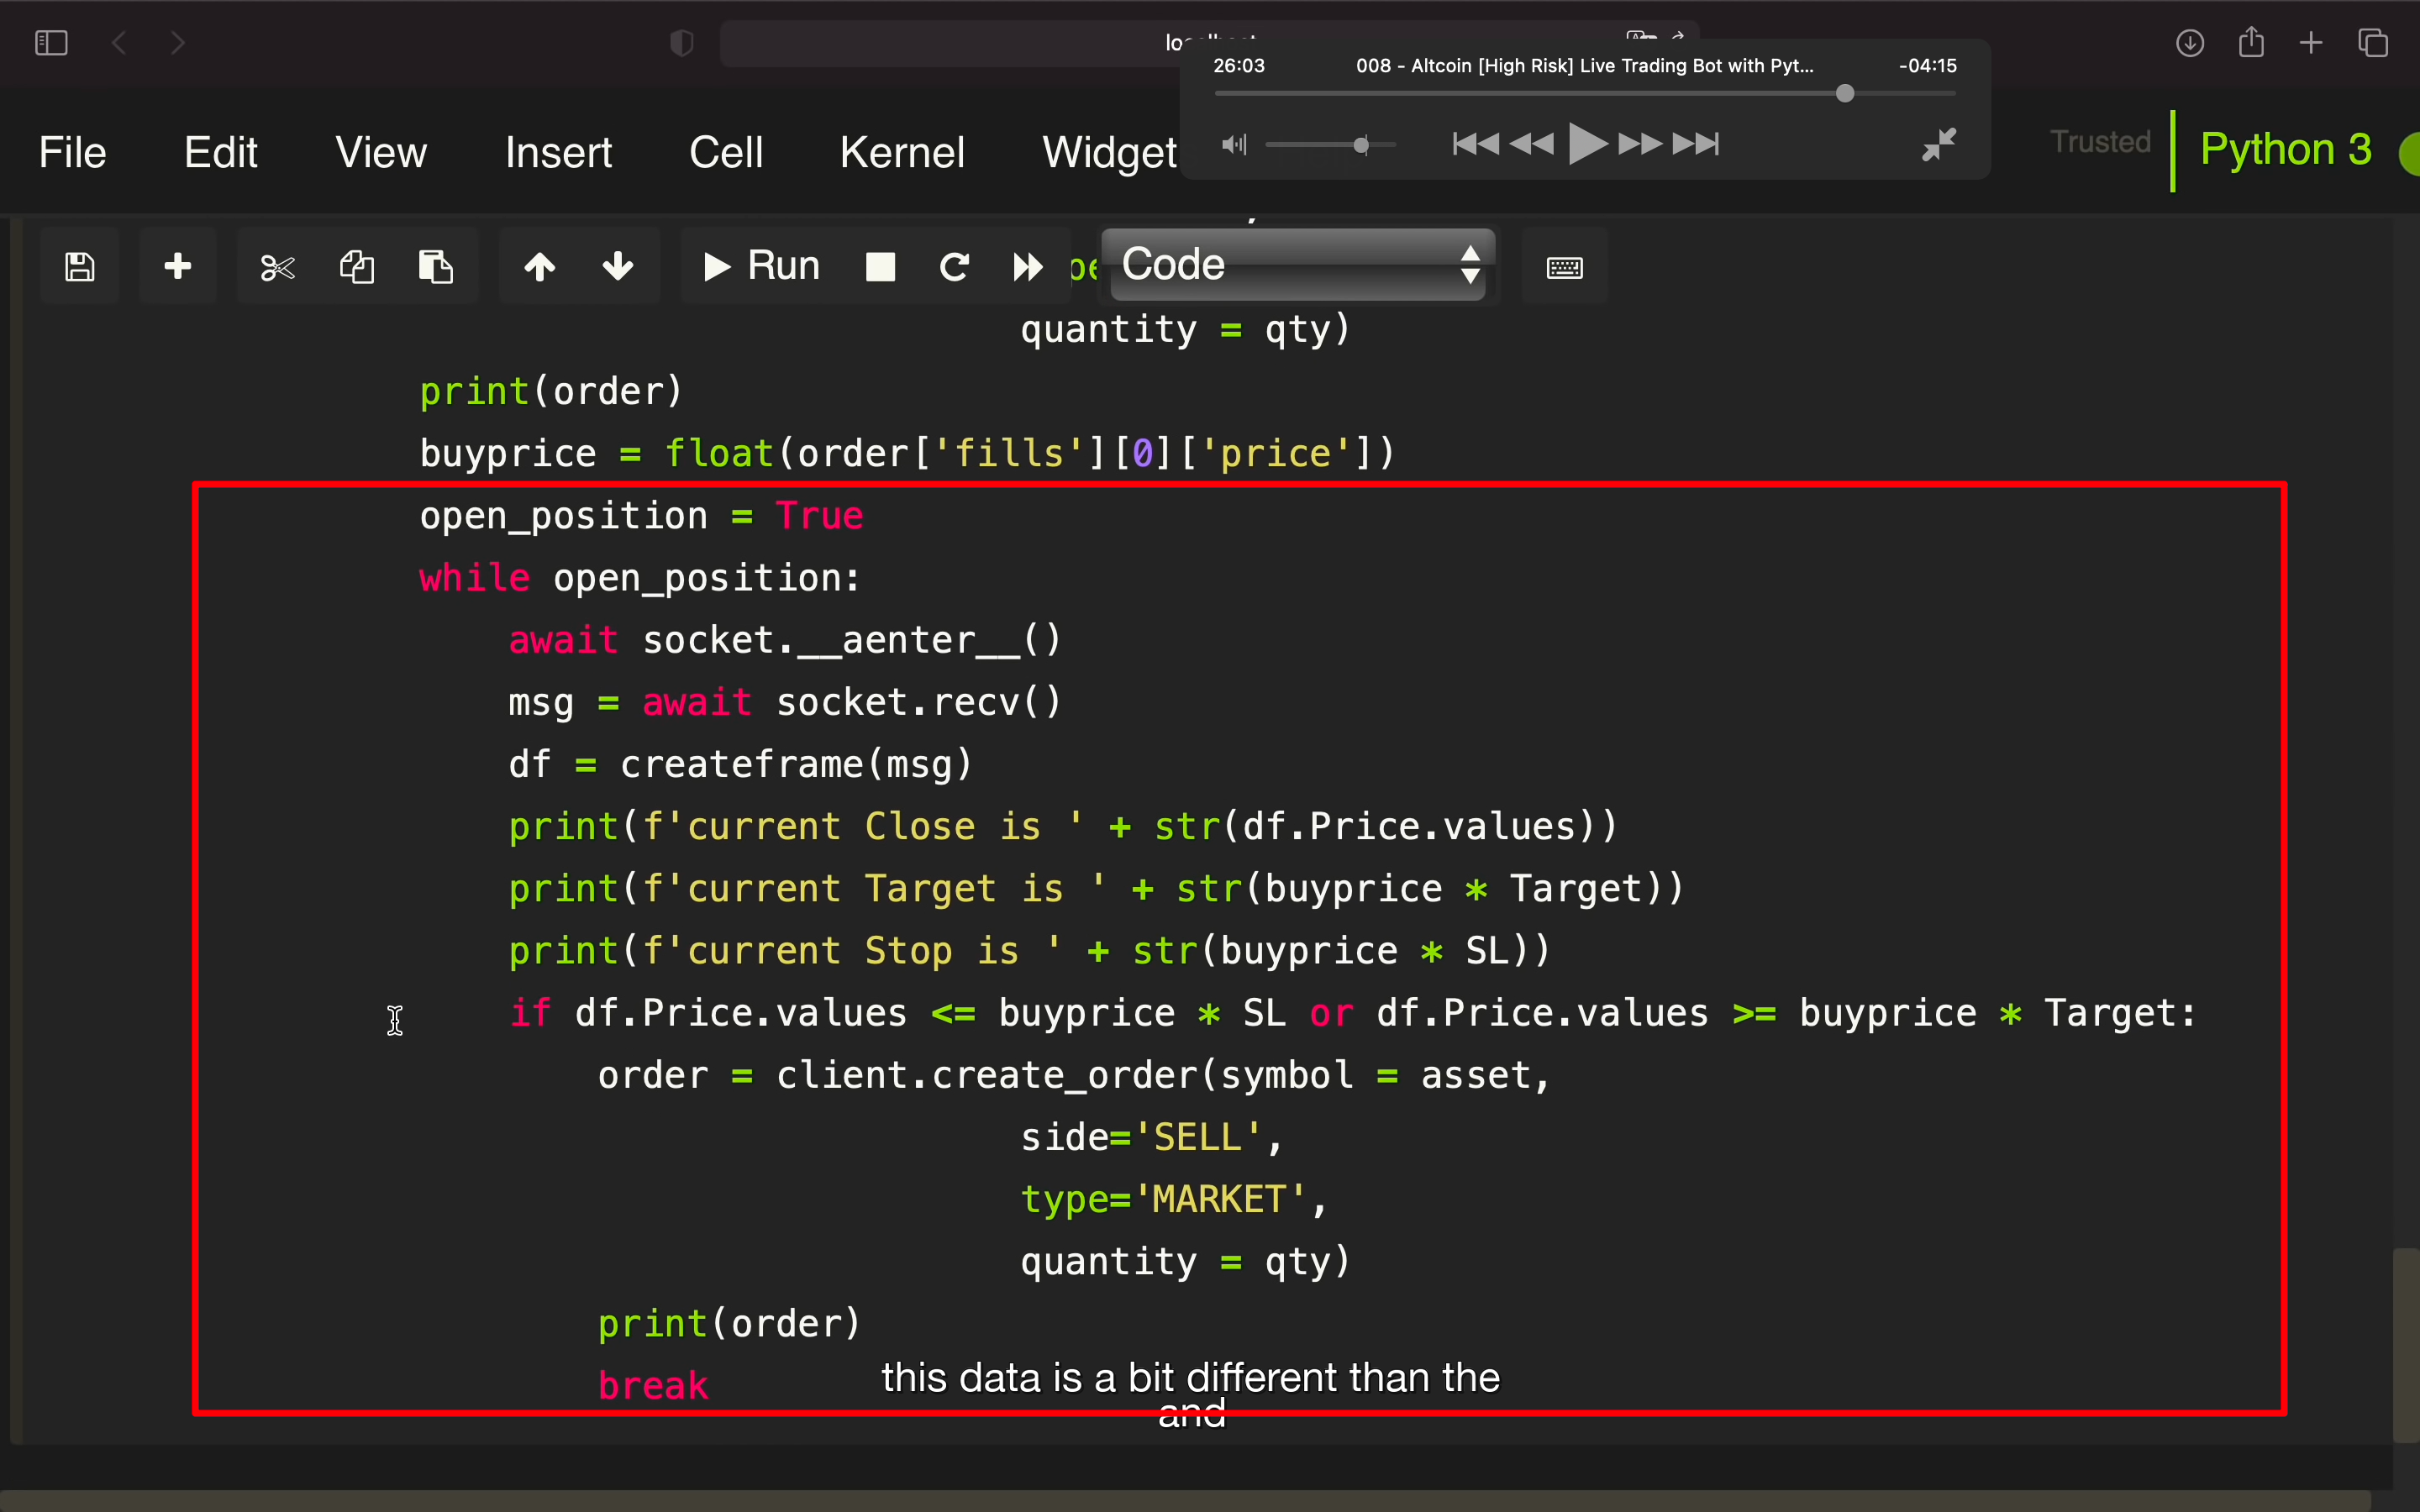 26:03 008 - Altcoin [High Risk] Live Trading Bot with Pyt... -04:15
File Edit View Insert Cell Kernel Widget Trusted Python 3
Run Code
quantity = qty)
print(order)
buyprice = float(order['fills'][0]['price'])
open_position = True
while open_position:
await socket.__aenter__()
msg = await socket.recv()
df = createframe(msg)
print(f'current Close is ' + str(df.Price.values))
print(f'current Target is ' + str(buyprice * Target))
print(f'current Stop is ' + str(buyprice * SL))
if df.Price.values <= buyprice * SL or df.Price.values >= buyprice * Target:
order = client.create_order(symbol = asset,
side='SELL',
type='MARKET',
quantity = qty)
print(order)
break
this data is a bit different than the
and